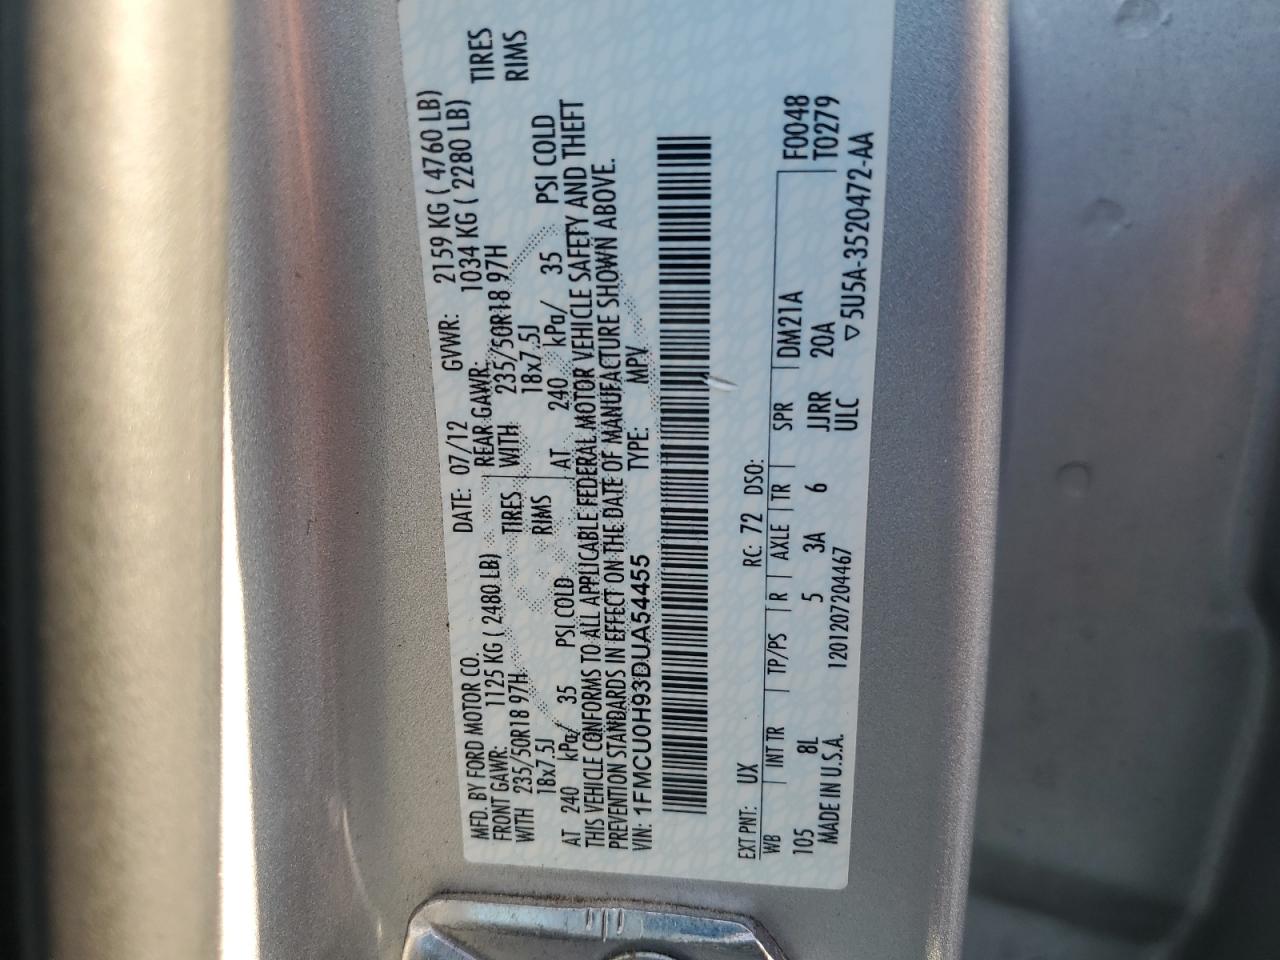 MFD. BY FORD MOTOR CO.
DATE: 07/12 GVWR: 2159 KG ( 4760 LB)
FRONT GAWR: 1125 KG ( 2480 LB) REAR GAWR: 1034 KG ( 2280 LB)
WITH 235/50R18 97H TIRES WITH 235/50R18 97H TIRES
18x7.5J RIMS 18x7.5J RIMS
AT 240 kPa/ 35 PSI COLD AT 240 kPa/ 35 PSI COLD
THIS VEHICLE CONFORMS TO ALL APPLICABLE FEDERAL MOTOR VEHICLE SAFETY AND THEFT
PREVENTION STANDARDS IN EFFECT ON THE DATE OF MANUFACTURE SHOWN ABOVE.
VIN: 1FMCU0H93DUA54455 TYPE: MPV
EXT PNT: UX RC: 72 DSO:
WB INT TR TP/PS R AXLE TR SPR DM21A F0048
105 8L 5 3A 6 JJRR 20A T0279
MADE IN U.S.A. 1201207204467 ULC ▽5U5A-3520472-AA